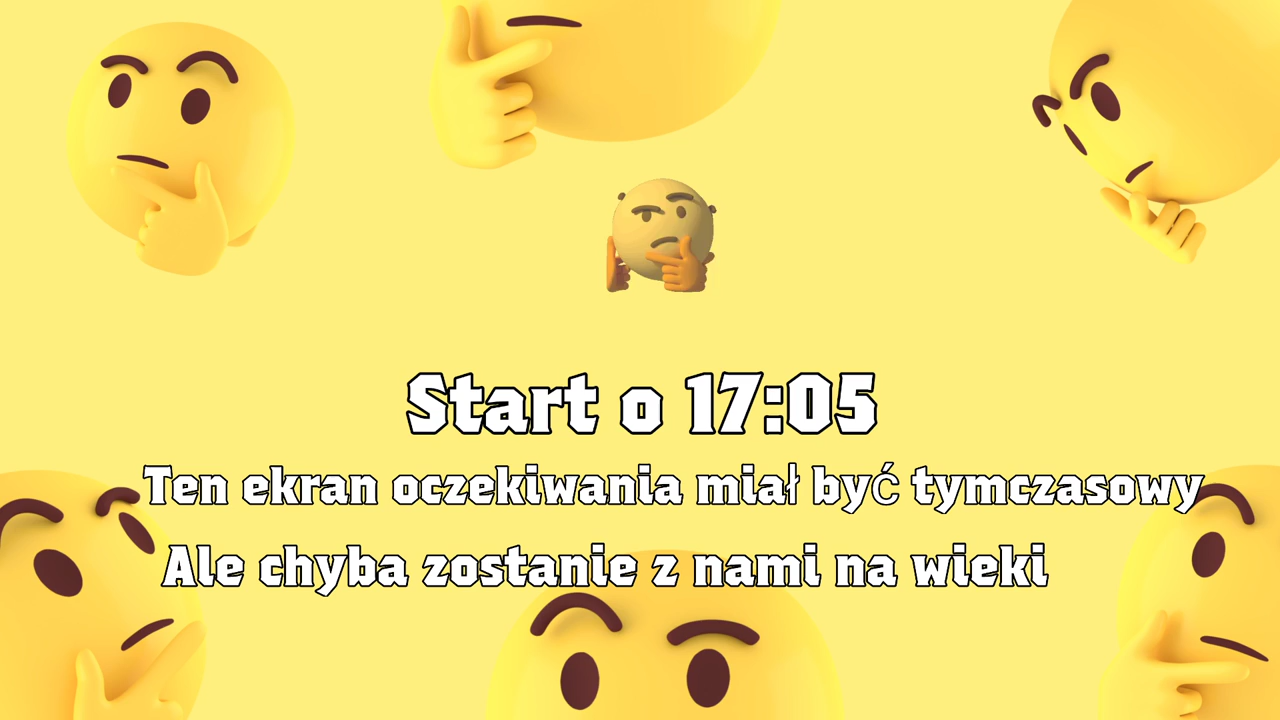 Start o 17:05
Ten ekran oczekiwania miał być tymczasowy
Ale chyba zostanie z nami na wieki